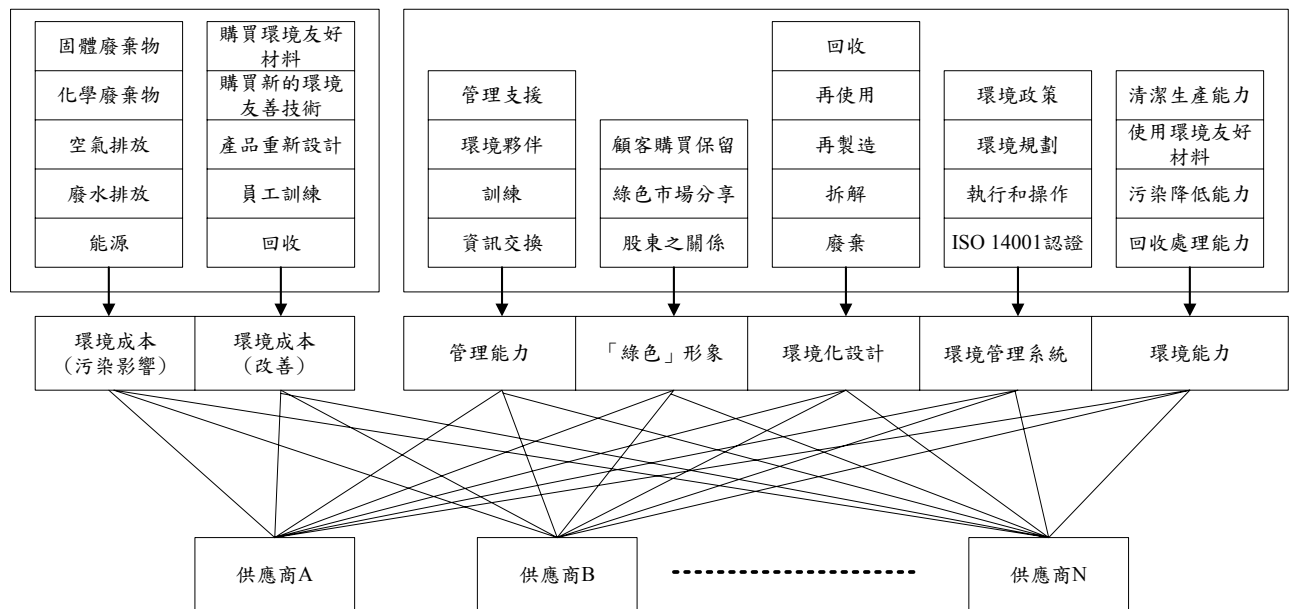 固體廢棄物
化學廢棄物
空氣排放
廢水排放
能源
購買環境友好
材料
購買新的環境
友善技術
產品重新設計
員工訓練
回收
管理支援
環境夥伴
訓練
資訊交換
顧客購買保留
綠色市場分享
股東之關係
回收
再使用
再製造
拆解
廢棄
環境政策
環境規劃
執行和操作
ISO 14001認證
清潔生產能力
使用環境友好
材料
污染降低能力
回收處理能力
環境成本
（污染影響）
環境成本
（改善）
管理能力
「綠色」形象
環境化設計
環境管理系統
環境能力
供應商A
供應商B
供應商N